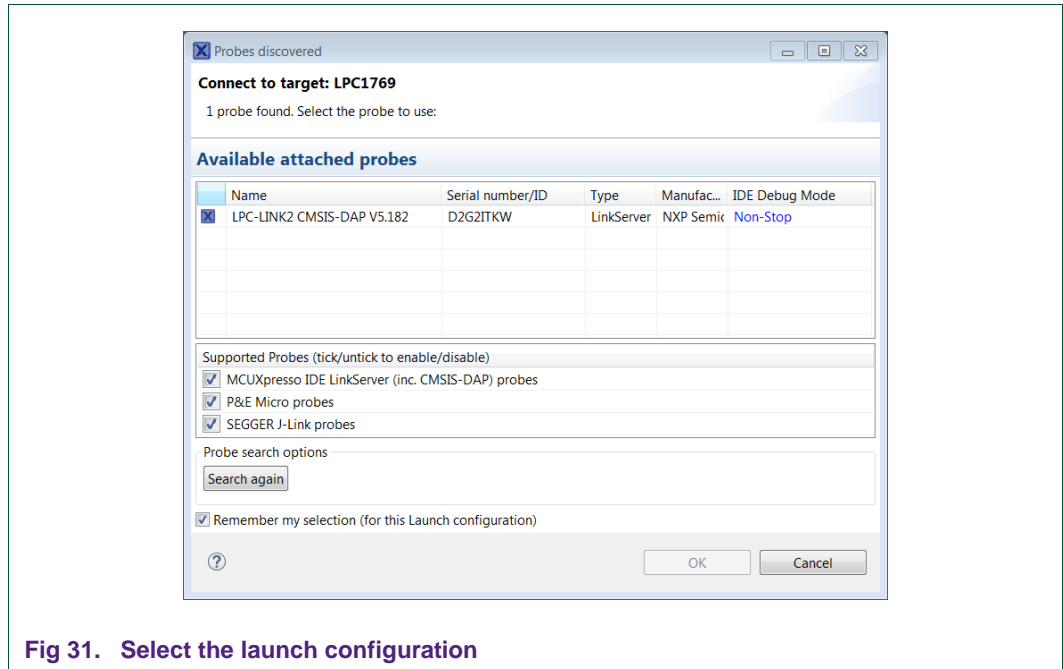 Probes discovered
Connect to target: LPC1769
1 probe found. Select the probe to use:
Available attached probes
Name Serial number/ID Type Manufac... IDE Debug Mode
LPC-LINK2 CMSIS-DAP V5.182 D2G2ITKW LinkServer NXP Semic Non-Stop
Supported Probes (tick/untick to enable/disable)
MCUXpresso IDE LinkServer (inc. CMSIS-DAP) probes
P&E Micro probes
SEGGER J-Link probes
Probe search options
Search again
Remember my selection (for this Launch configuration)
OK Cancel
Fig 31. Select the launch configuration